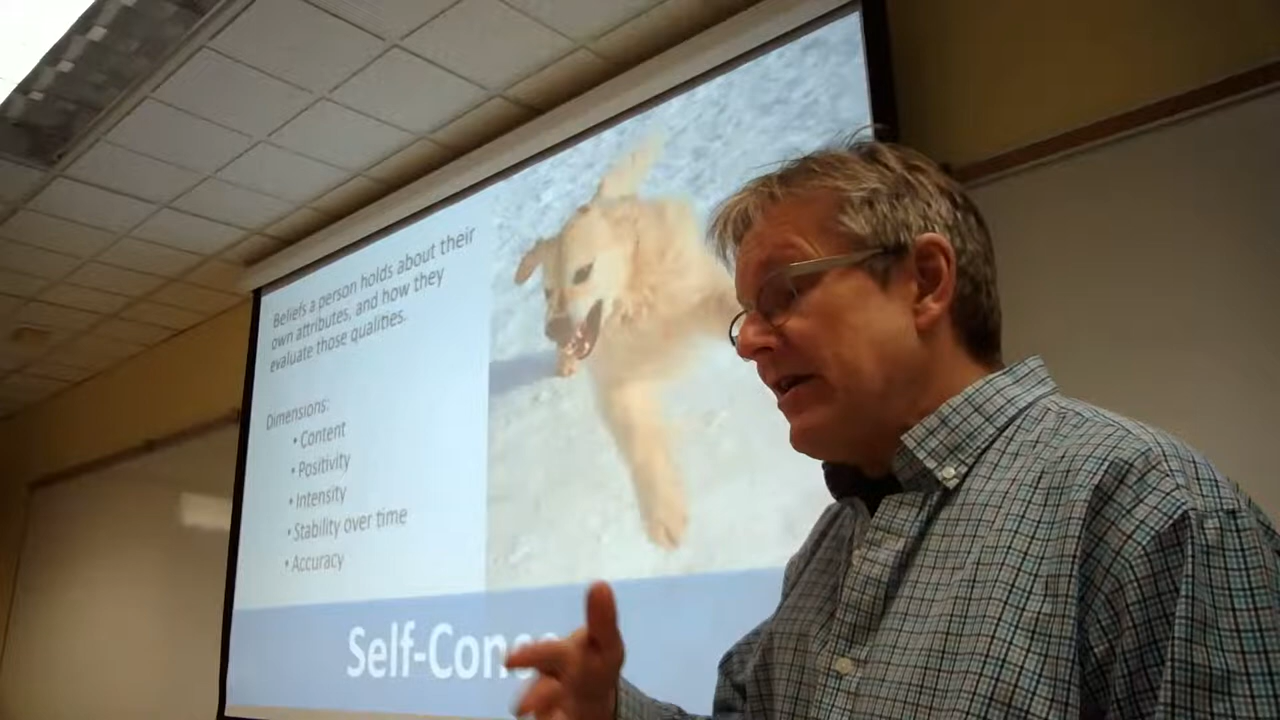 Beliefs a person holds about their
own attributes, and how they
evaluate those qualities.
Dimensions:
• Content
• Positivity
• Intensity
• Stability over time
• Accuracy
Self-Conc